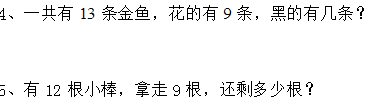 4、一共有 13 条金鱼，花的有 9 条，黑的有几条？
5、有 12 根小棒，拿走 9 根，还剩多少根？